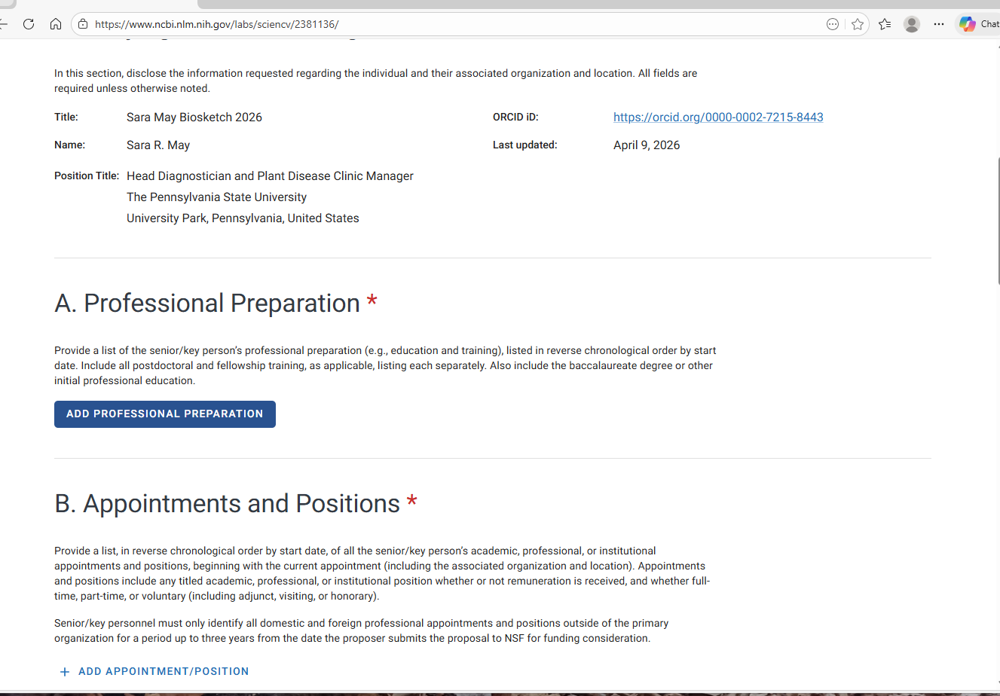 https://www.ncbi.nlm.nih.gov/labs/sciencv/2381136/
Chat
In this section, disclose the information requested regarding the individual and their associated organization and location. All fields are
required unless otherwise noted.
Title: Sara May Biosketch 2026 ORCID iD: https://orcid.org/0000-0002-7215-8443
Name: Sara R. May Last updated: April 9, 2026
Position Title: Head Diagnostician and Plant Disease Clinic Manager
The Pennsylvania State University
University Park, Pennsylvania, United States
A. Professional Preparation *
Provide a list of the senior/key person's professional preparation (e.g., education and training), listed in reverse chronological order by start
date. Include all postdoctoral and fellowship training, as applicable, listing each separately. Also include the baccalaureate degree or other
initial professional education.
ADD PROFESSIONAL PREPARATION
B. Appointments and Positions *
Provide a list, in reverse chronological order by start date, of all the senior/key person's academic, professional, or institutional
appointments and positions, beginning with the current appointment (including the associated organization and location). Appointments
and positions include any titled academic, professional, or institutional position whether or not remuneration is received, and whether full-
time, part-time, or voluntary (including adjunct, visiting, or honorary).
Senior/key personnel must only identify all domestic and foreign professional appointments and positions outside of the primary
organization for a period up to three years from the date the proposer submits the proposal to NSF for funding consideration.
+ ADD APPOINTMENT/POSITION